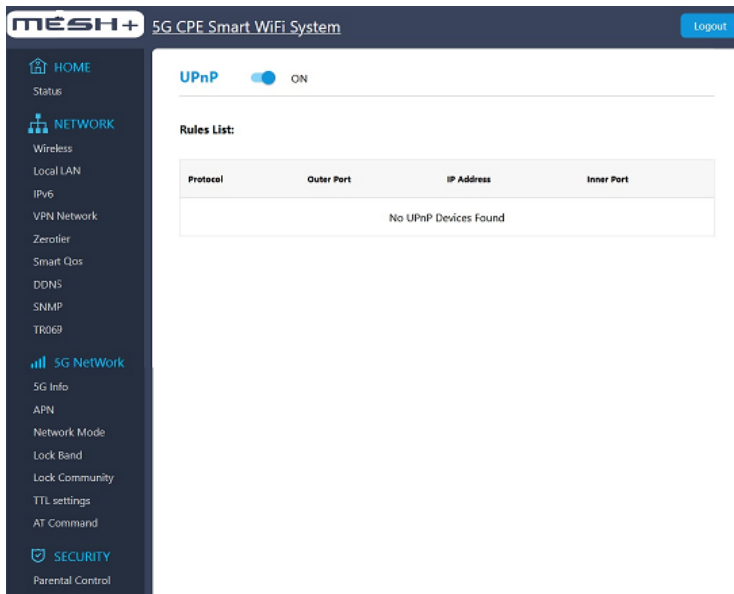 MESH+ 5G CPE Smart WiFi System Logout
HOME
Status
NETWORK
Wireless
Local LAN
IPv6
VPN Network
Zerotier
Smart Qos
DDNS
SNMP
TR069
5G NetWork
5G Info
APN
Network Mode
Lock Band
Lock Community
TTL settings
AT Command
SECURITY
Parental Control
UPnP ON
Rules List:
Protocol Outer Port IP Address Inner Port
No UPnP Devices Found